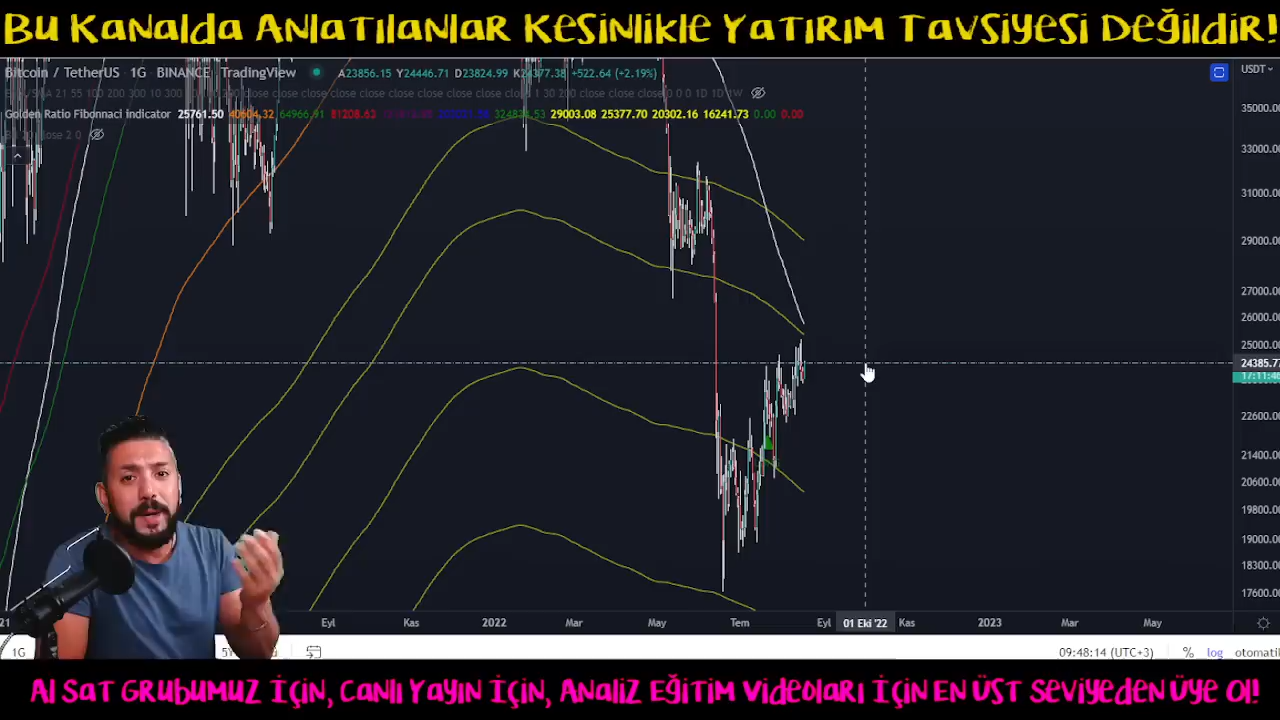 Bu Kanalda Anlatılanlar Kesinlikle Yatırım Tavsiyesi Değildir!
Bitcoin / TetherUS 1G BINANCE TradingView A23856.15 Y24446.71 D23824.99 K24377.38 +522.64 (+2.19%)
USDT
Golden Ratio Fibonnaci indicator 25761.50 40604.32 64966.91 81208.63 29003.08 25377.70 20302.16 16241.73 0.00 0.00
35000.00
33000.00
31000.00
29000.00
27000.00
26000.00
25000.00
24385.77
17:11:46
22600.00
21400.00
20600.00
19800.00
19000.00
18300.00
17600.00
21 Eyl Kas 2022 Mar May Tem Eyl 01 Eki '22 Kas 2023 Mar May
1G 5Y 09:48:14 (UTC+3) % log otomatik
Al Sat Grubumuz İçin, Canlı Yayın İçin, Analiz Eğitim Videoları İçin En Üst Seviyeden Üye Ol!